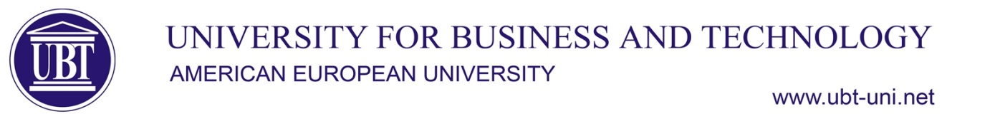 UBT
UNIVERSITY FOR BUSINESS AND TECHNOLOGY
AMERICAN EUROPEAN UNIVERSITY
www.ubt-uni.net